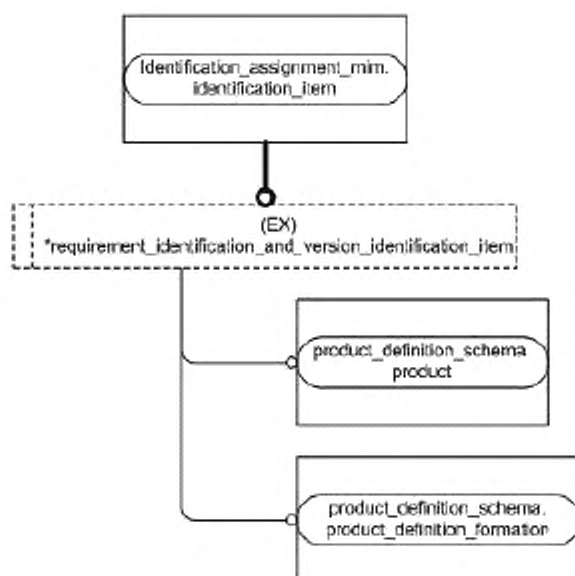 Identification_assignment_mim.
identification_item
(EX)
*requirement_identification_and_version_identification_item
product_definition_schema
product
product_definition_schema.
product_definition_formation